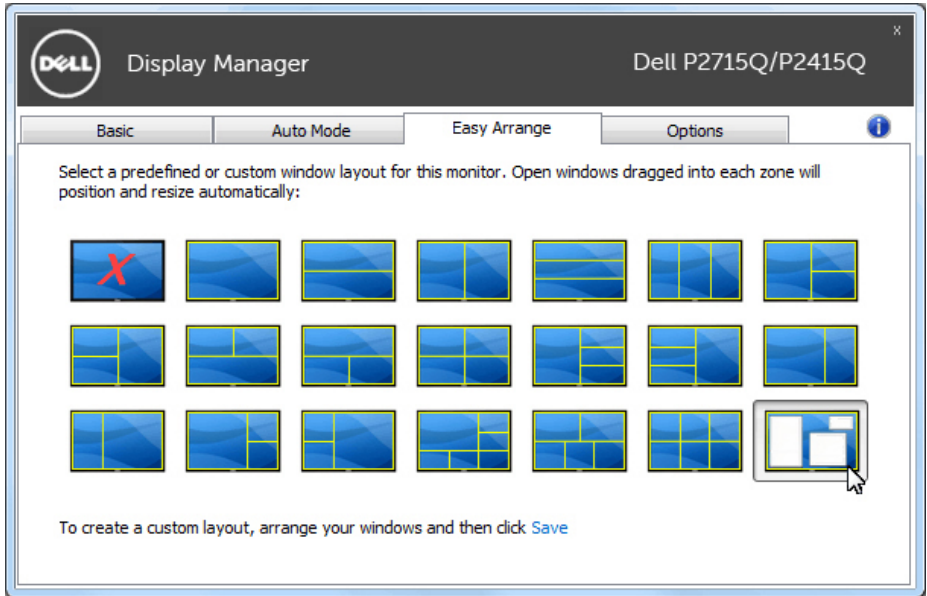 DELL
Display Manager
Dell P2715Q/P2415Q
x
Basic
Auto Mode
Easy Arrange
Options
i
Select a predefined or custom window layout for this monitor. Open windows dragged into each zone will
position and resize automatically:
X
To create a custom layout, arrange your windows and then click Save